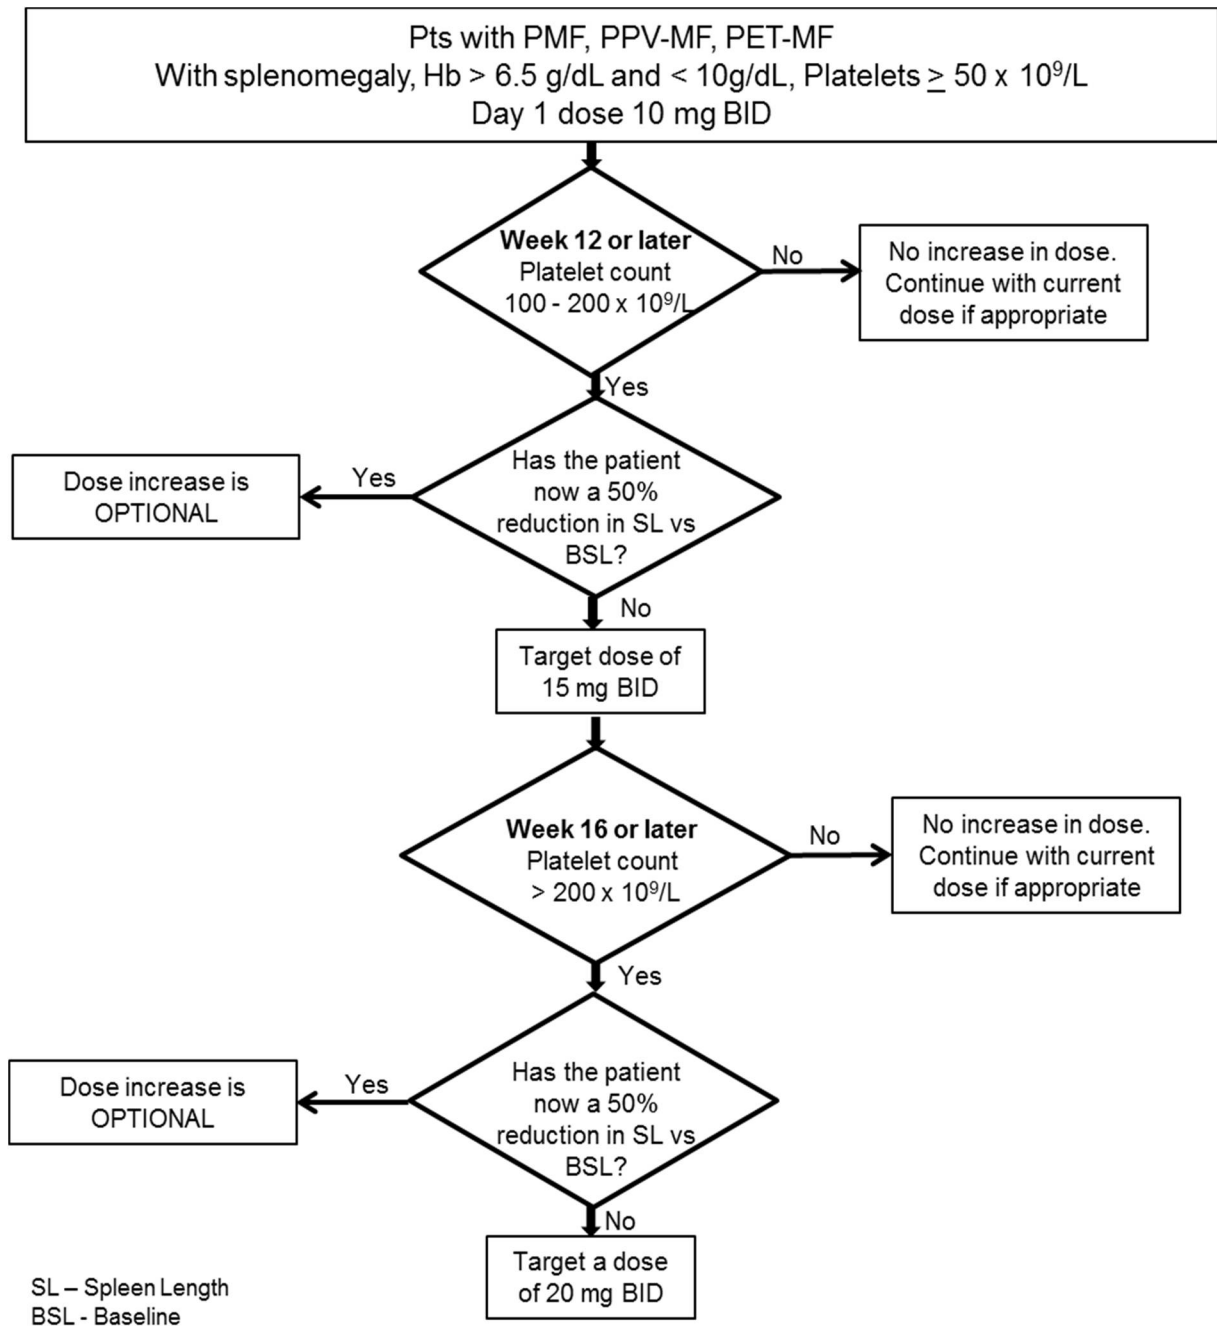 Pts with PMF, PPV-MF, PET-MF
With splenomegaly, Hb > 6.5 g/dL and < 10g/dL, Platelets ≥ 50 x 10⁹/L
Day 1 dose 10 mg BID
Week 12 or later
Platelet count
100 - 200 x 10⁹/L
No
No increase in dose.
Continue with current
dose if appropriate
Yes
Has the patient
now a 50%
reduction in SL vs
BSL?
Yes
Dose increase is
OPTIONAL
No
Target dose of
15 mg BID
Week 16 or later
Platelet count
> 200 x 10⁹/L
No
No increase in dose.
Continue with current
dose if appropriate
Yes
Has the patient
now a 50%
reduction in SL vs
BSL?
Yes
Dose increase is
OPTIONAL
No
Target a dose
of 20 mg BID
SL – Spleen Length
BSL - Baseline